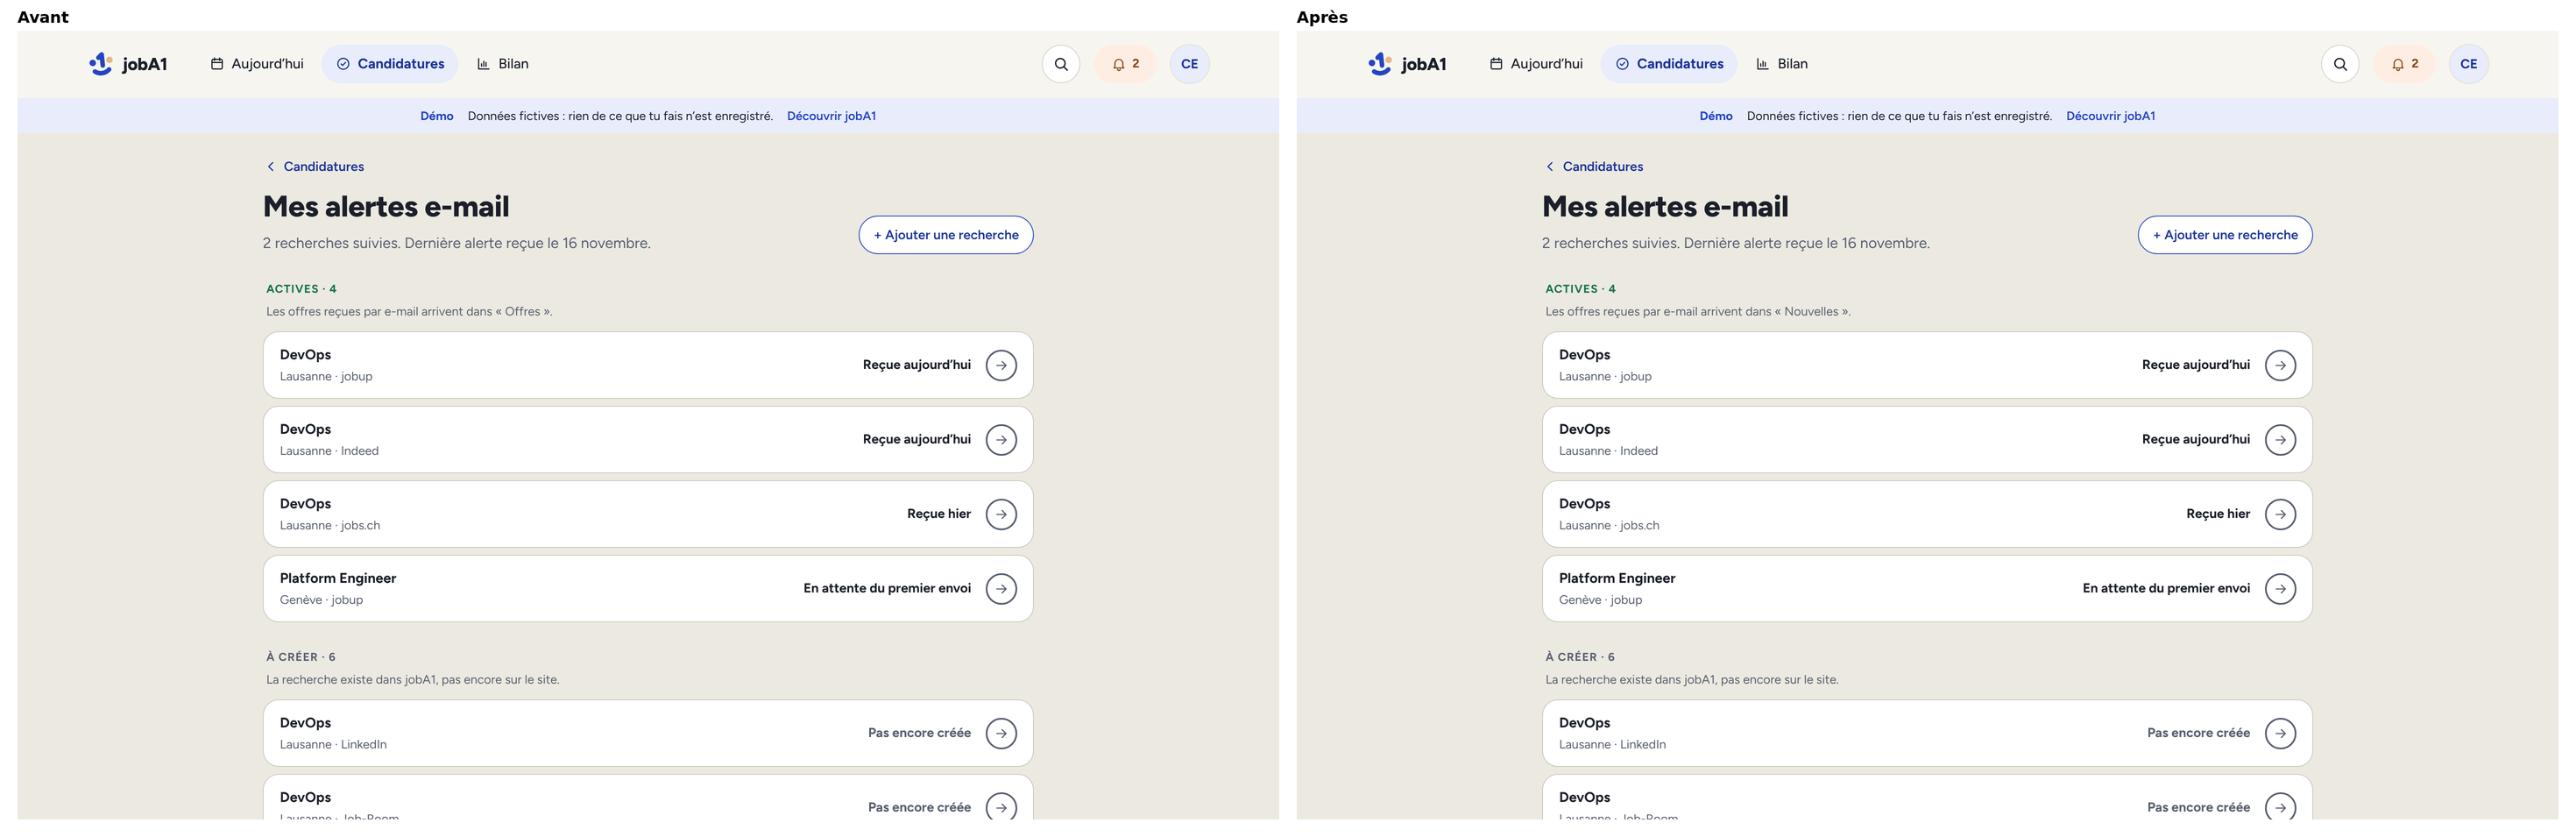 Avant
jobA1
Aujourd’hui
Candidatures
Bilan
2
CE
Démo Données fictives : rien de ce que tu fais n’est enregistré. Découvrir jobA1
Candidatures
Mes alertes e-mail
2 recherches suivies. Dernière alerte reçue le 16 novembre.
+ Ajouter une recherche
ACTIVES · 4
Les offres reçues par e-mail arrivent dans « Offres ».
DevOps
Lausanne · jobup
Reçue aujourd’hui
DevOps
Lausanne · Indeed
Reçue aujourd’hui
DevOps
Lausanne · jobs.ch
Reçue hier
Platform Engineer
Genève · jobup
En attente du premier envoi
À CRÉER · 6
La recherche existe dans jobA1, pas encore sur le site.
DevOps
Lausanne · LinkedIn
Pas encore créée
DevOps
Lausanne · Job-Room
Pas encore créée
Après
jobA1
Aujourd’hui
Candidatures
Bilan
2
CE
Démo Données fictives : rien de ce que tu fais n’est enregistré. Découvrir jobA1
Candidatures
Mes alertes e-mail
2 recherches suivies. Dernière alerte reçue le 16 novembre.
+ Ajouter une recherche
ACTIVES · 4
Les offres reçues par e-mail arrivent dans « Nouvelles ».
DevOps
Lausanne · jobup
Reçue aujourd’hui
DevOps
Lausanne · Indeed
Reçue aujourd’hui
DevOps
Lausanne · jobs.ch
Reçue hier
Platform Engineer
Genève · jobup
En attente du premier envoi
À CRÉER · 6
La recherche existe dans jobA1, pas encore sur le site.
DevOps
Lausanne · LinkedIn
Pas encore créée
DevOps
Lausanne · Job-Room
Pas encore créée